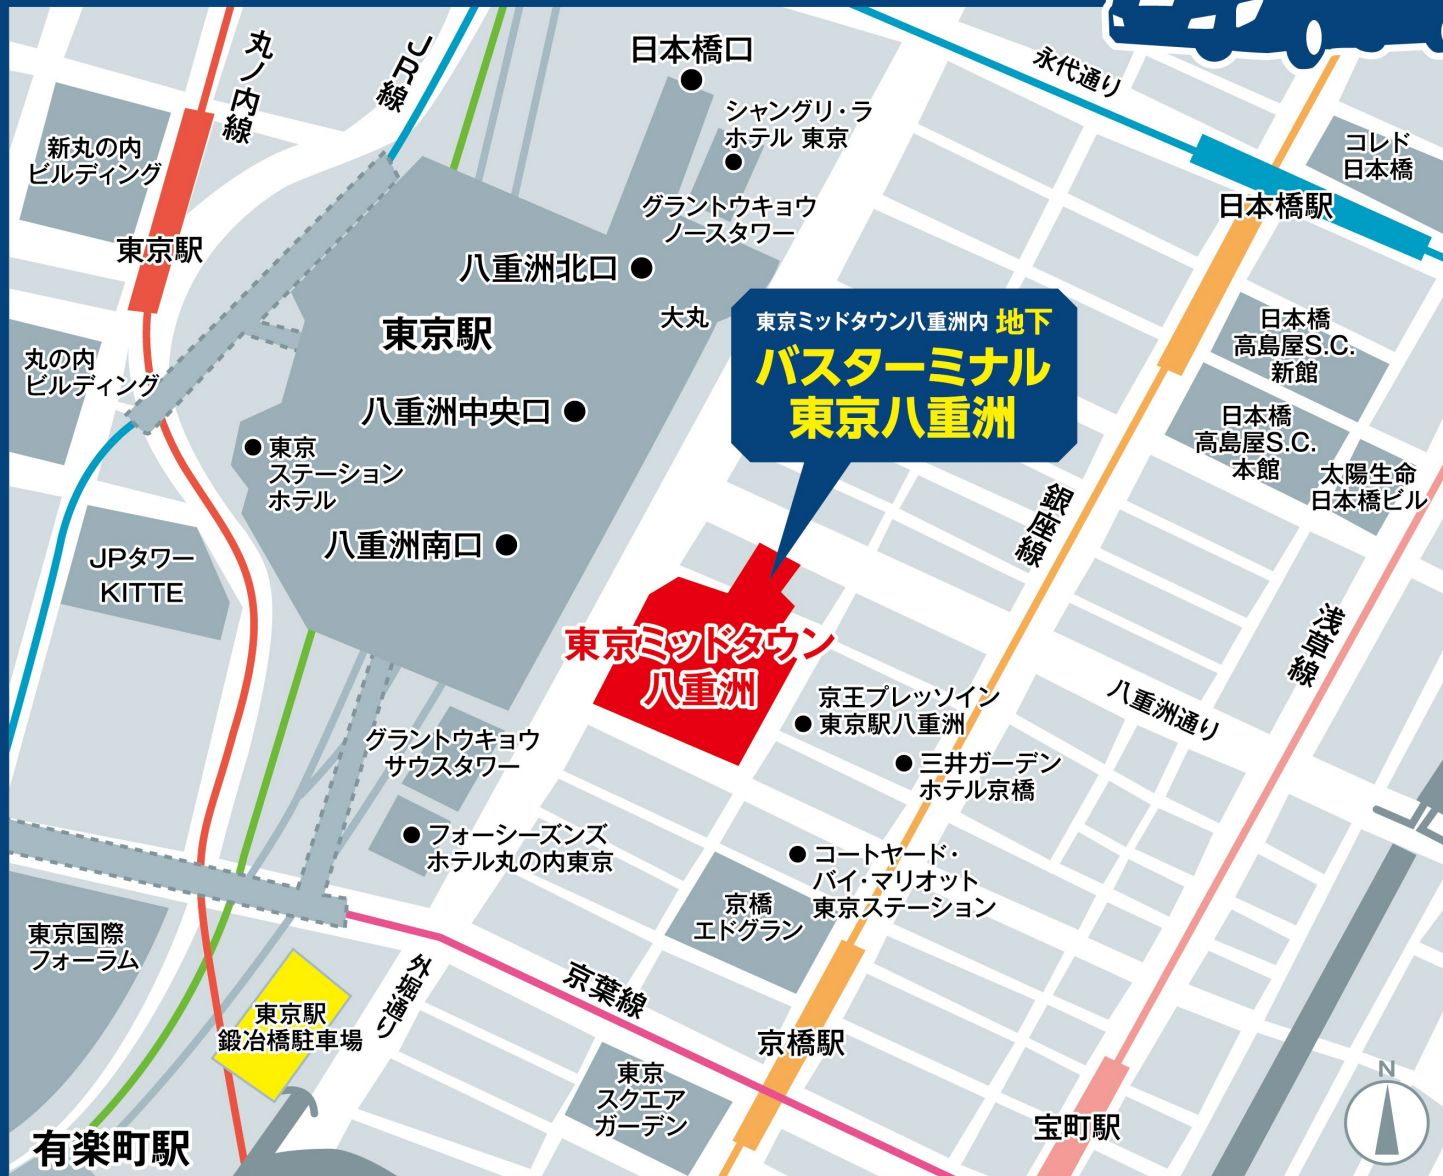 丸ノ内線
JR線
日本橋口
シャングリ・ラ
ホテル 東京
永代通り
コレド
日本橋
新丸の内
ビルディング
グラントウキョウ
ノースタワー
日本橋駅
東京駅
八重洲北口
大丸
東京駅
東京ミッドタウン八重洲内 地下
バスターミナル
東京八重洲
日本橋
高島屋S.C.
新館
丸の内
ビルディング
八重洲中央口
日本橋
高島屋S.C.
本館
東京
ステーション
ホテル
太陽生命
日本橋ビル
銀座線
八重洲南口
JPタワー
KITTE
浅草線
東京ミッドタウン
八重洲
京王プレッソイン
東京駅八重洲
八重洲通り
グラントウキョウ
サウスタワー
三井ガーデン
ホテル京橋
フォーシーズンズ
ホテル丸の内東京
コートヤード・
バイ・マリオット
東京ステーション
京橋
エドグラン
東京国際
フォーラム
外堀通り
京葉線
東京駅
鍛冶橋駐車場
京橋駅
東京
スクエア
ガーデン
宝町駅
N
有楽町駅